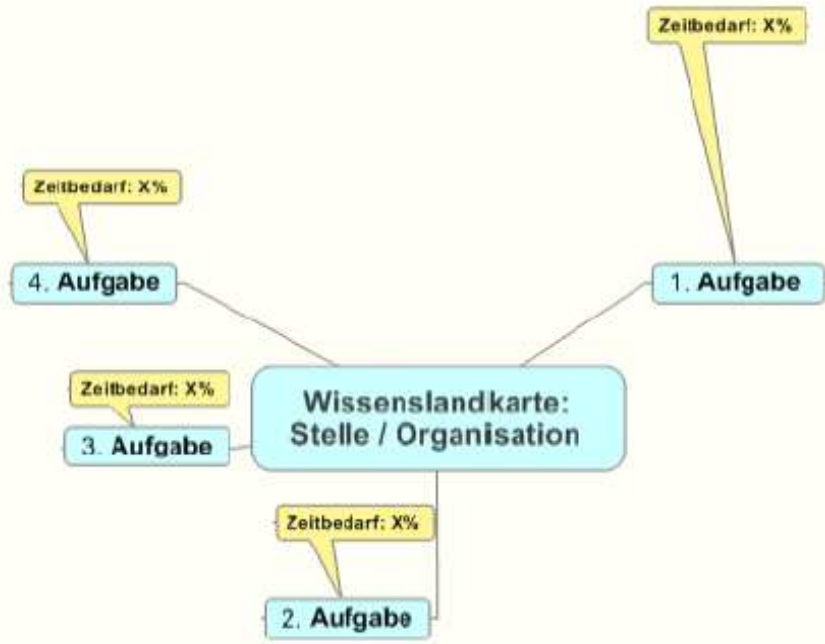 Zeitbedarf: X%
Zeitbedarf: X%
4. Aufgabe
1. Aufgabe
Zeitbedarf: X%
Wissenslandkarte:
Stelle / Organisation
3. Aufgabe
Zeitbedarf: X%
2. Aufgabe